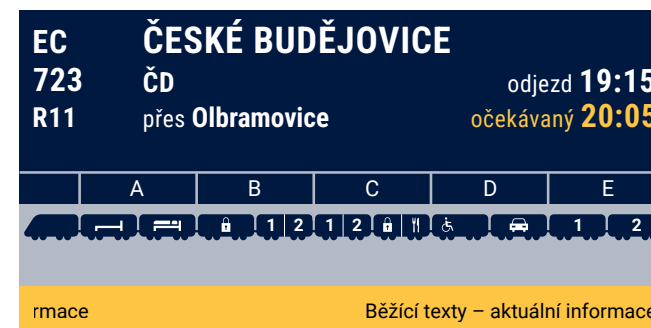 EC ČESKÉ BUDĚJOVICE
723 ČD odjezd 19:15
R11 přes Olbramovice očekávaný 20:05
A B C D E
1 2 1 2 1 2
rmace Běžící texty – aktuální informace